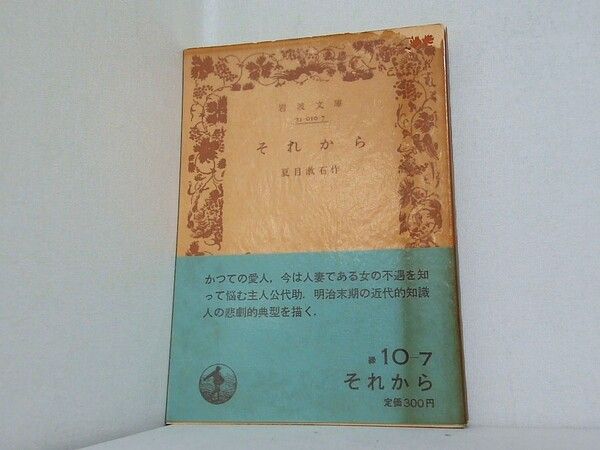 岩波文庫
31-010-7
それから
夏目漱石作
かつての愛人，今は人妻である女の不遇を知
って悩む主人公代助．明治末期の近代的知識
人の悲劇的典型を描く．
緑 10-7
それから
定価300円